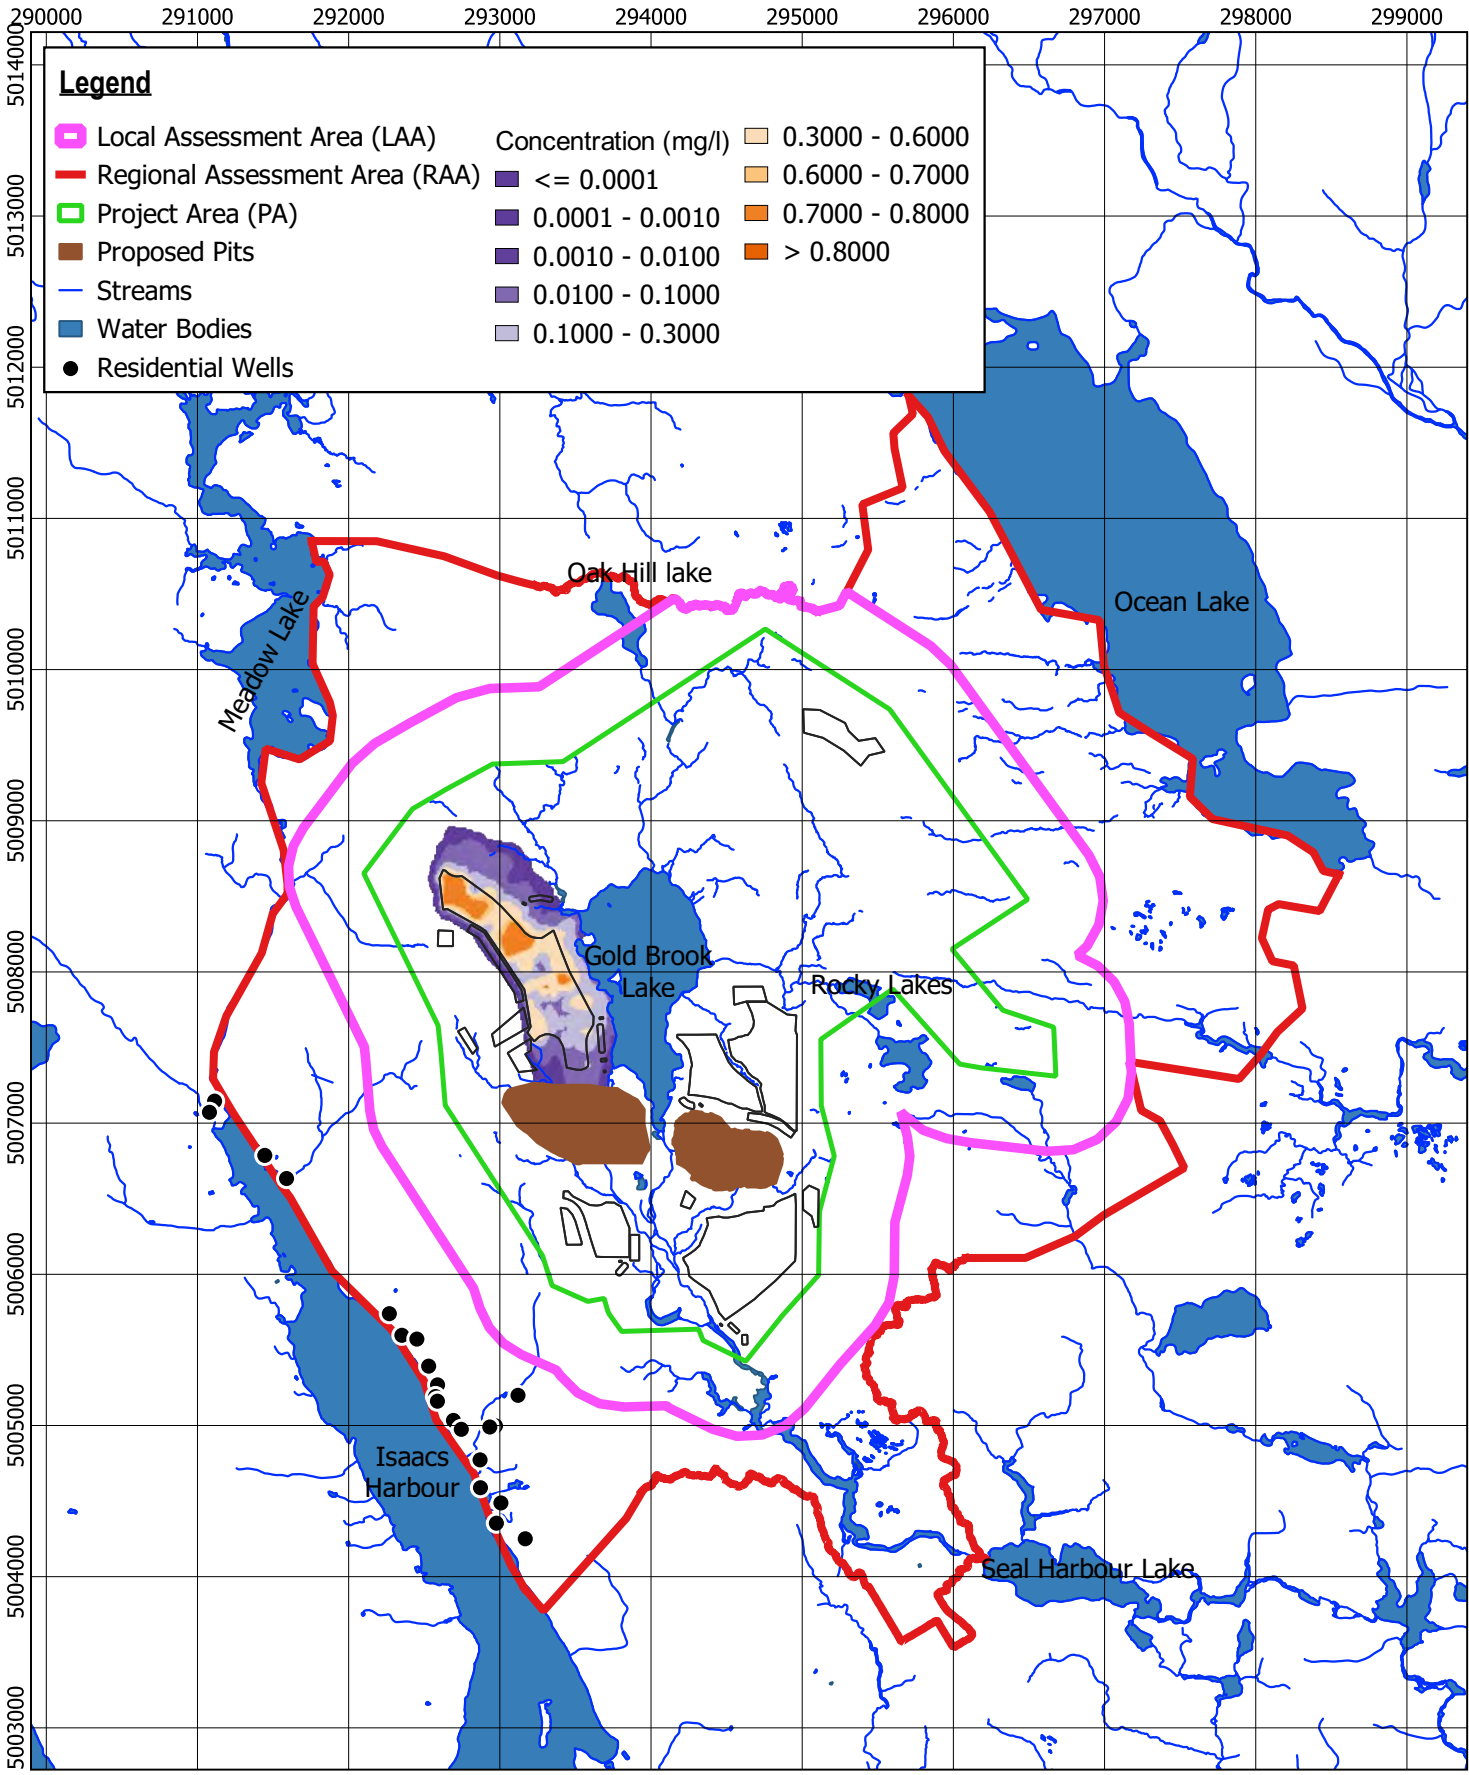 290000 291000 292000 293000 294000 295000 296000 297000 298000 299000
5014000
5013000
5012000
5011000
5010000
5009000
5008000
5007000
5006000
5005000
5004000
5003000
Legend
Local Assessment Area (LAA)
Regional Assessment Area (RAA)
Project Area (PA)
Proposed Pits
Streams
Water Bodies
Residential Wells
Concentration (mg/l)
<= 0.0001
0.0001 - 0.0010
0.0010 - 0.0100
0.0100 - 0.1000
0.1000 - 0.3000
0.3000 - 0.6000
0.6000 - 0.7000
0.7000 - 0.8000
> 0.8000
Oak Hill lake
Ocean Lake
Meadow Lake
Gold Brook
Lake
Rocky Lakes
Isaacs
Harbour
Seal Harbour Lake